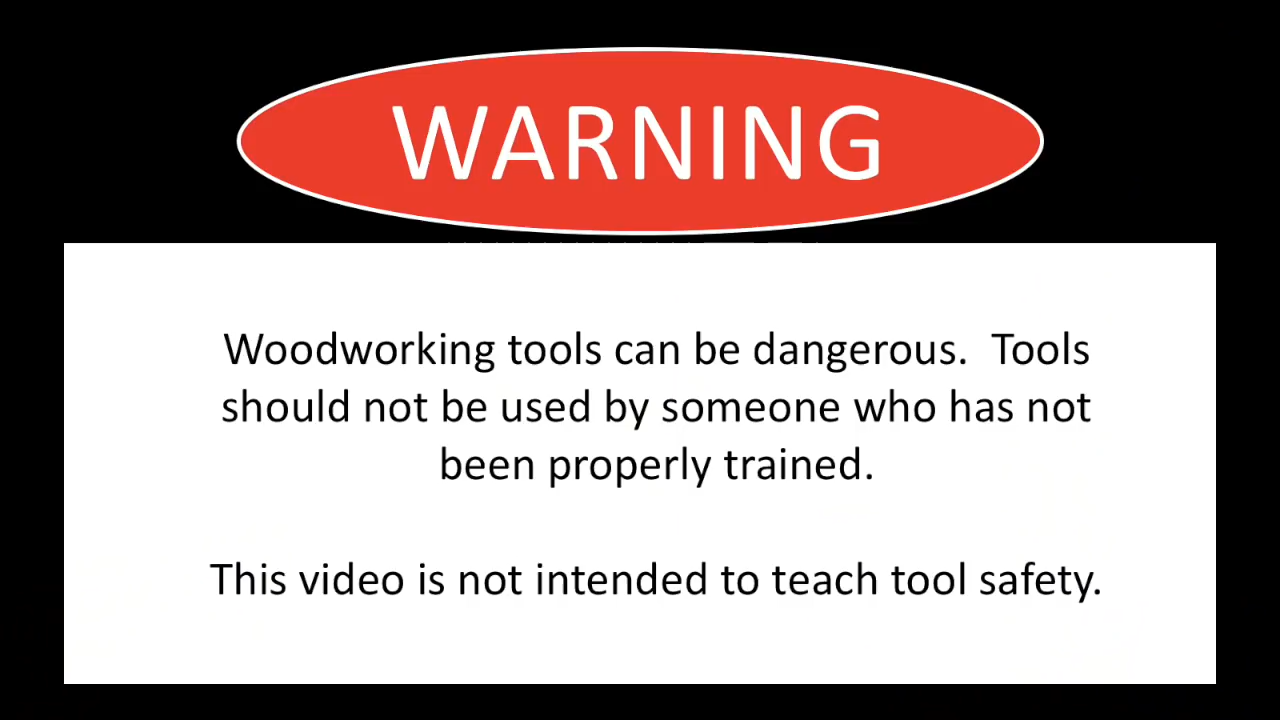 WARNING
Woodworking tools can be dangerous.  Tools
should not be used by someone who has not
been properly trained.
This video is not intended to teach tool safety.